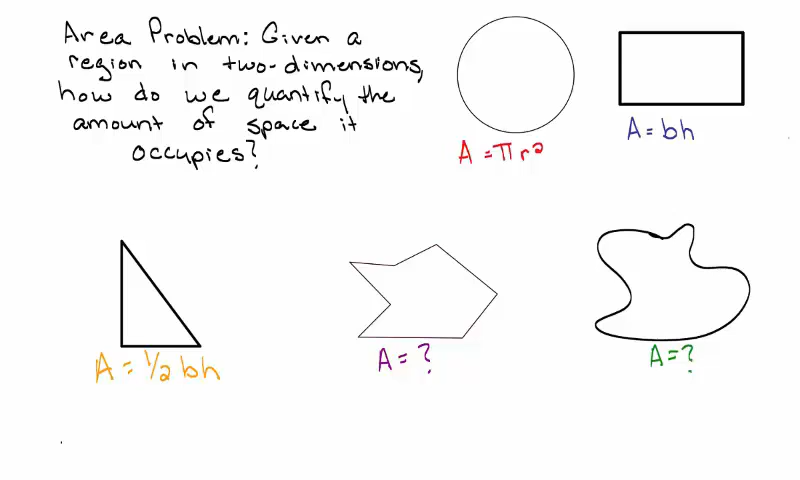 Area Problem: Given a
region in two-dimensions,
how do we quantify the
amount of space it
occupies?
A = πr2
A = bh
A = 1/2 bh
A = ?
A = ?